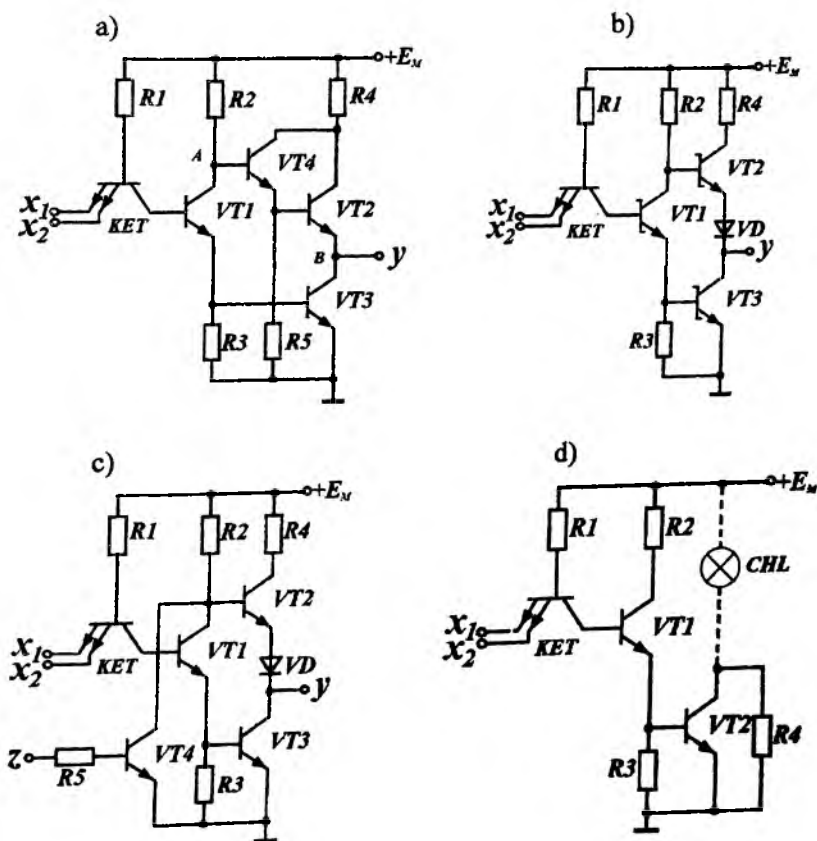 a)
+E_M
R1
R2
R4
A
VT4
x₁
x₂
KET
VT1
VT2
B
y
VT3
R3
R5
b)
+E_M
R1
R2
R4
VT2
x₁
x₂
KET
VT1
VD
y
VT3
R3
c)
+E_M
R1
R2
R4
VT2
x₁
x₂
KET
VT1
VD
y
VT4
VT3
z
R5
R3
d)
+E_M
R1
R2
CHL
x₁
x₂
KET
VT1
VT2
R4
R3